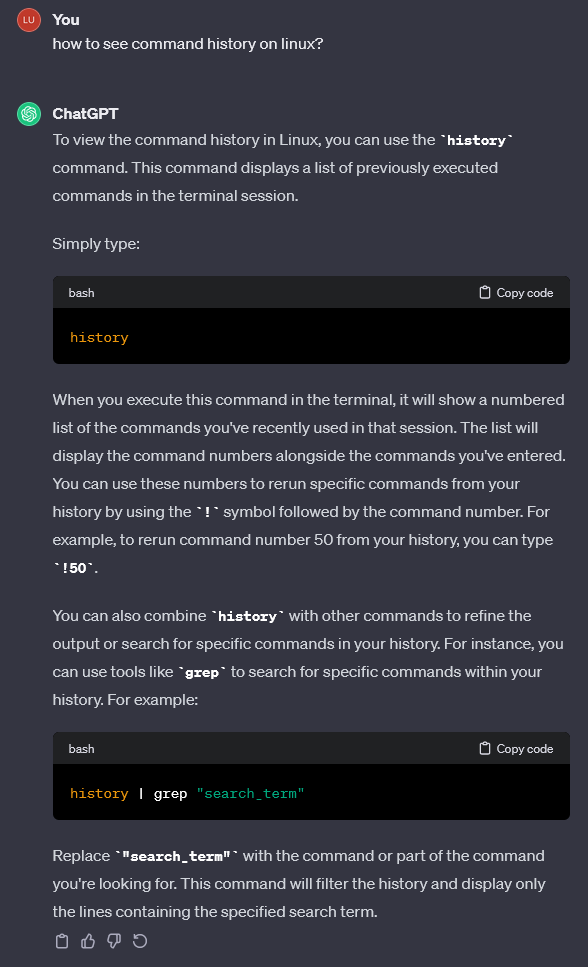 LU
You
how to see command history on linux?
ChatGPT
To view the command history in Linux, you can use the `history`
command. This command displays a list of previously executed
commands in the terminal session.
Simply type:
bash
Copy code
history
When you execute this command in the terminal, it will show a numbered
list of the commands you've recently used in that session. The list will
display the command numbers alongside the commands you've entered.
You can use these numbers to rerun specific commands from your
history by using the `!` symbol followed by the command number. For
example, to rerun command number 50 from your history, you can type
`!50`.
You can also combine `history` with other commands to refine the
output or search for specific commands in your history. For instance, you
can use tools like `grep` to search for specific commands within your
history. For example:
bash
Copy code
history | grep "search_term"
Replace `"search_term"` with the command or part of the command
you're looking for. This command will filter the history and display only
the lines containing the specified search term.